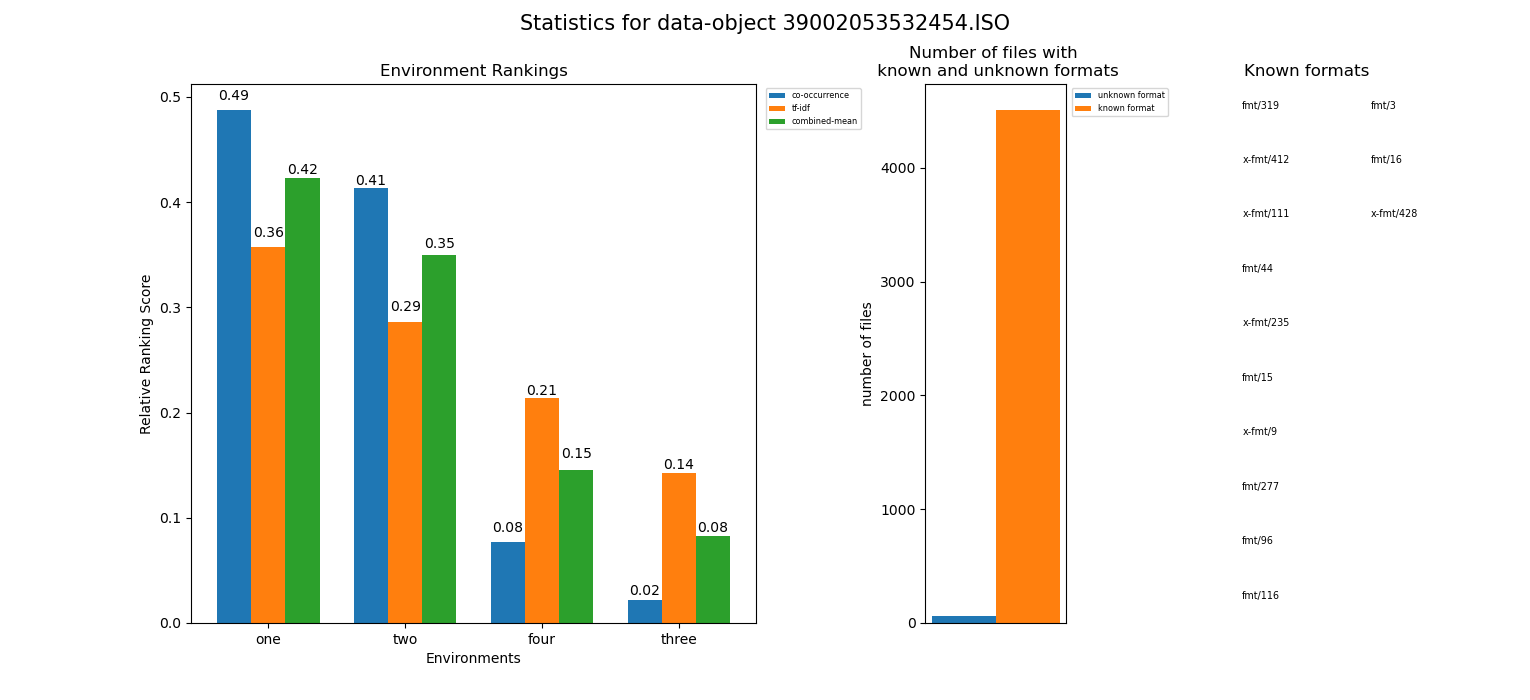 Statistics for data-object 39002053532454.ISO
Environment Rankings
Relative Ranking Score
0.5
0.4
0.3
0.2
0.1
0.0
0.49
0.36
0.42
0.41
0.29
0.35
0.08
0.21
0.15
0.02
0.14
0.08
one
two
four
three
Environments
co-occurrence
tf-idf
combined-mean
Number of files with
known and unknown formats
number of files
4000
3000
2000
1000
0
unknown format
known format
Known formats
fmt/319
x-fmt/412
x-fmt/111
fmt/44
x-fmt/235
fmt/15
x-fmt/9
fmt/277
fmt/96
fmt/116
fmt/3
fmt/16
x-fmt/428